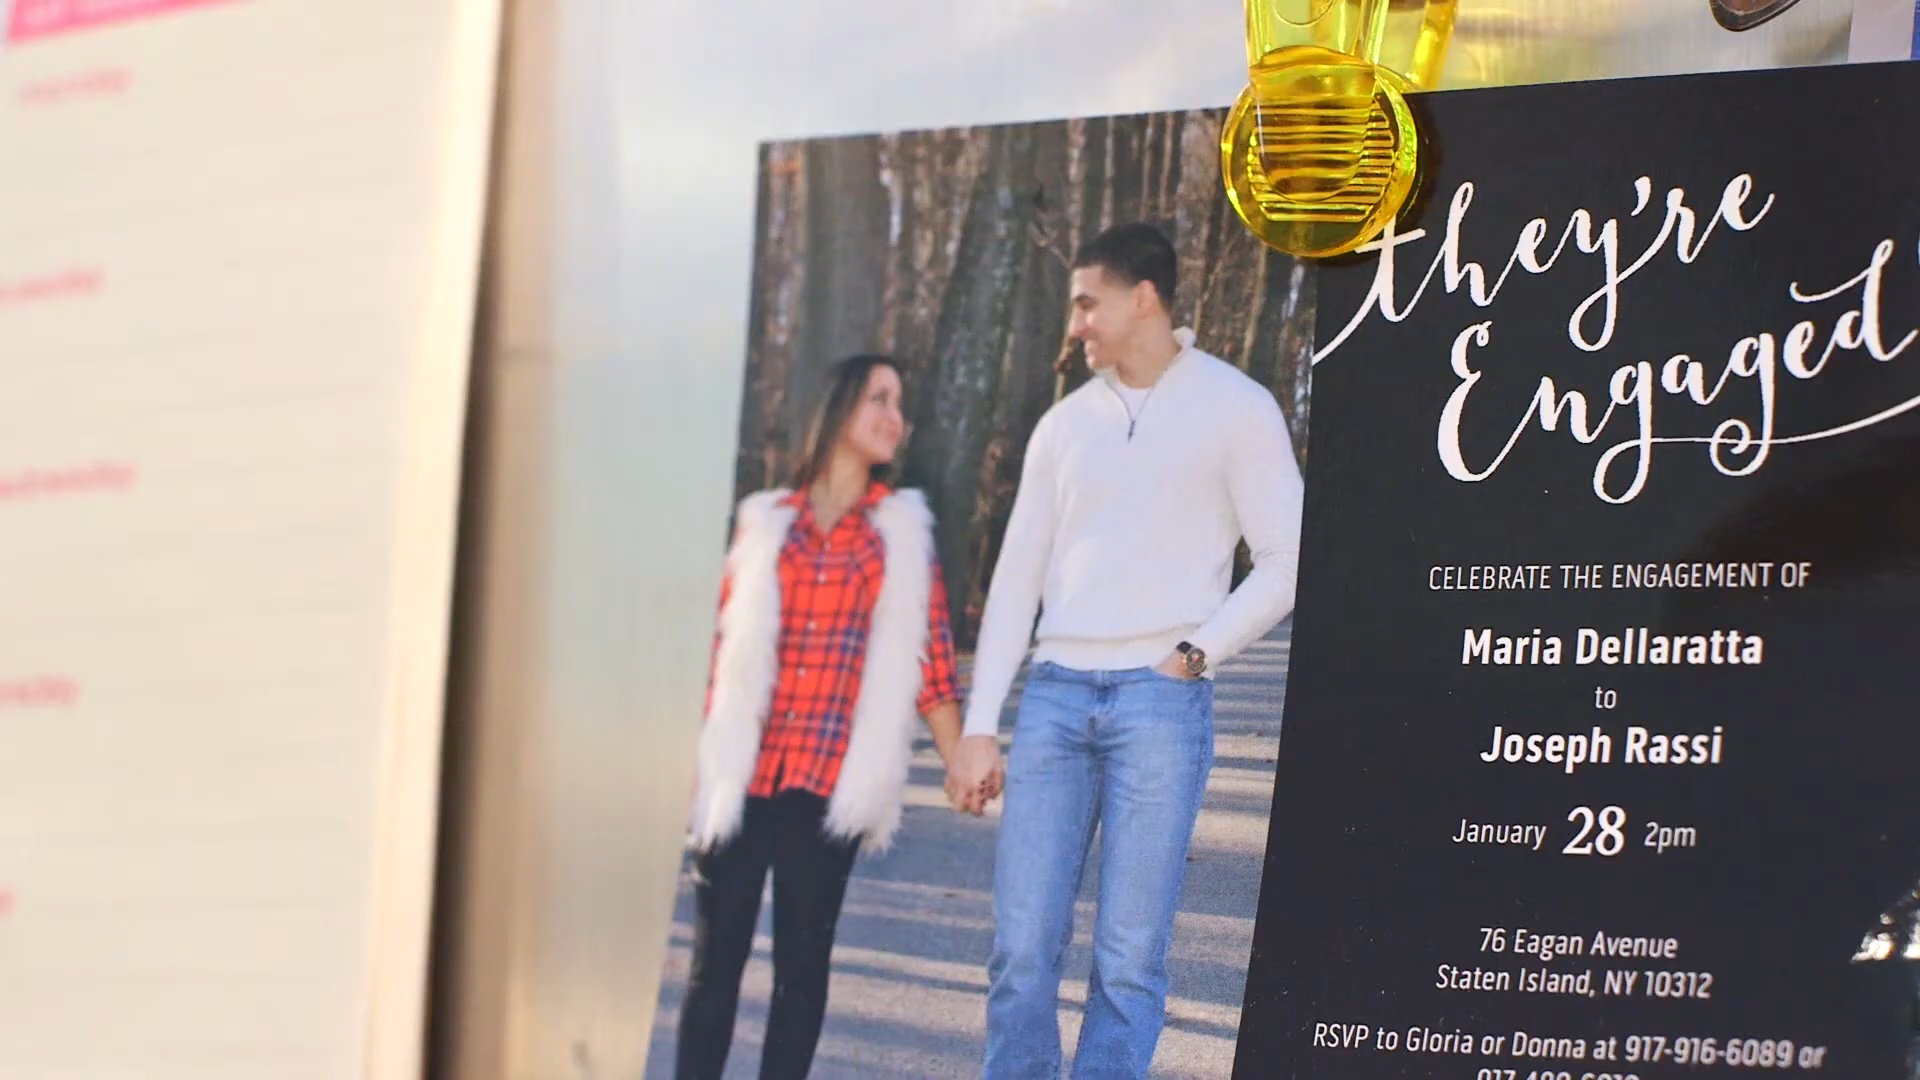 they're
Engaged
CELEBRATE THE ENGAGEMENT OF
Maria Dellaratta
to
Joseph Rassi
January 28 2pm
76 Eagan Avenue
Staten Island, NY 10312
RSVP to Gloria or Donna at 917-916-6089 or